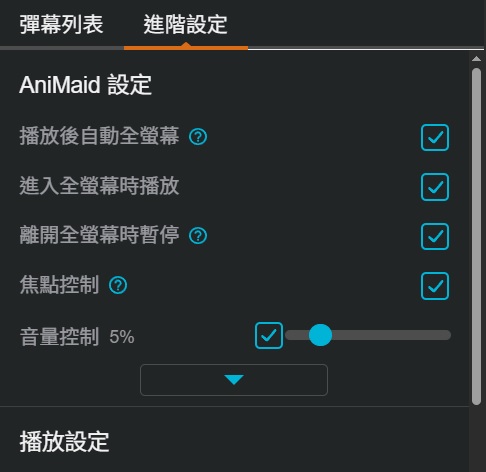 彈幕列表 進階設定
AniMaid 設定
播放後自動全螢幕
進入全螢幕時播放
離開全螢幕時暫停
焦點控制
音量控制 5%
播放設定